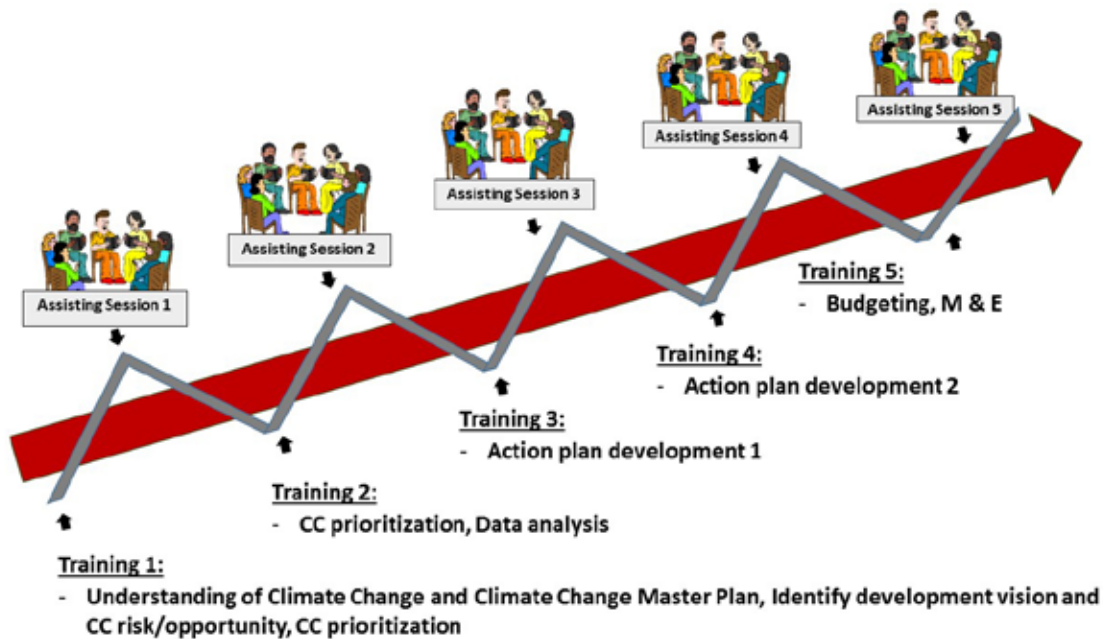 Assisting Session 1
Assisting Session 2
Assisting Session 3
Assisting Session 4
Assisting Session 5
Training 1:
- Understanding of Climate Change and Climate Change Master Plan, Identify development vision and
CC risk/opportunity, CC prioritization
Training 2:
- CC prioritization, Data analysis
Training 3:
- Action plan development 1
Training 4:
- Action plan development 2
Training 5:
- Budgeting, M & E